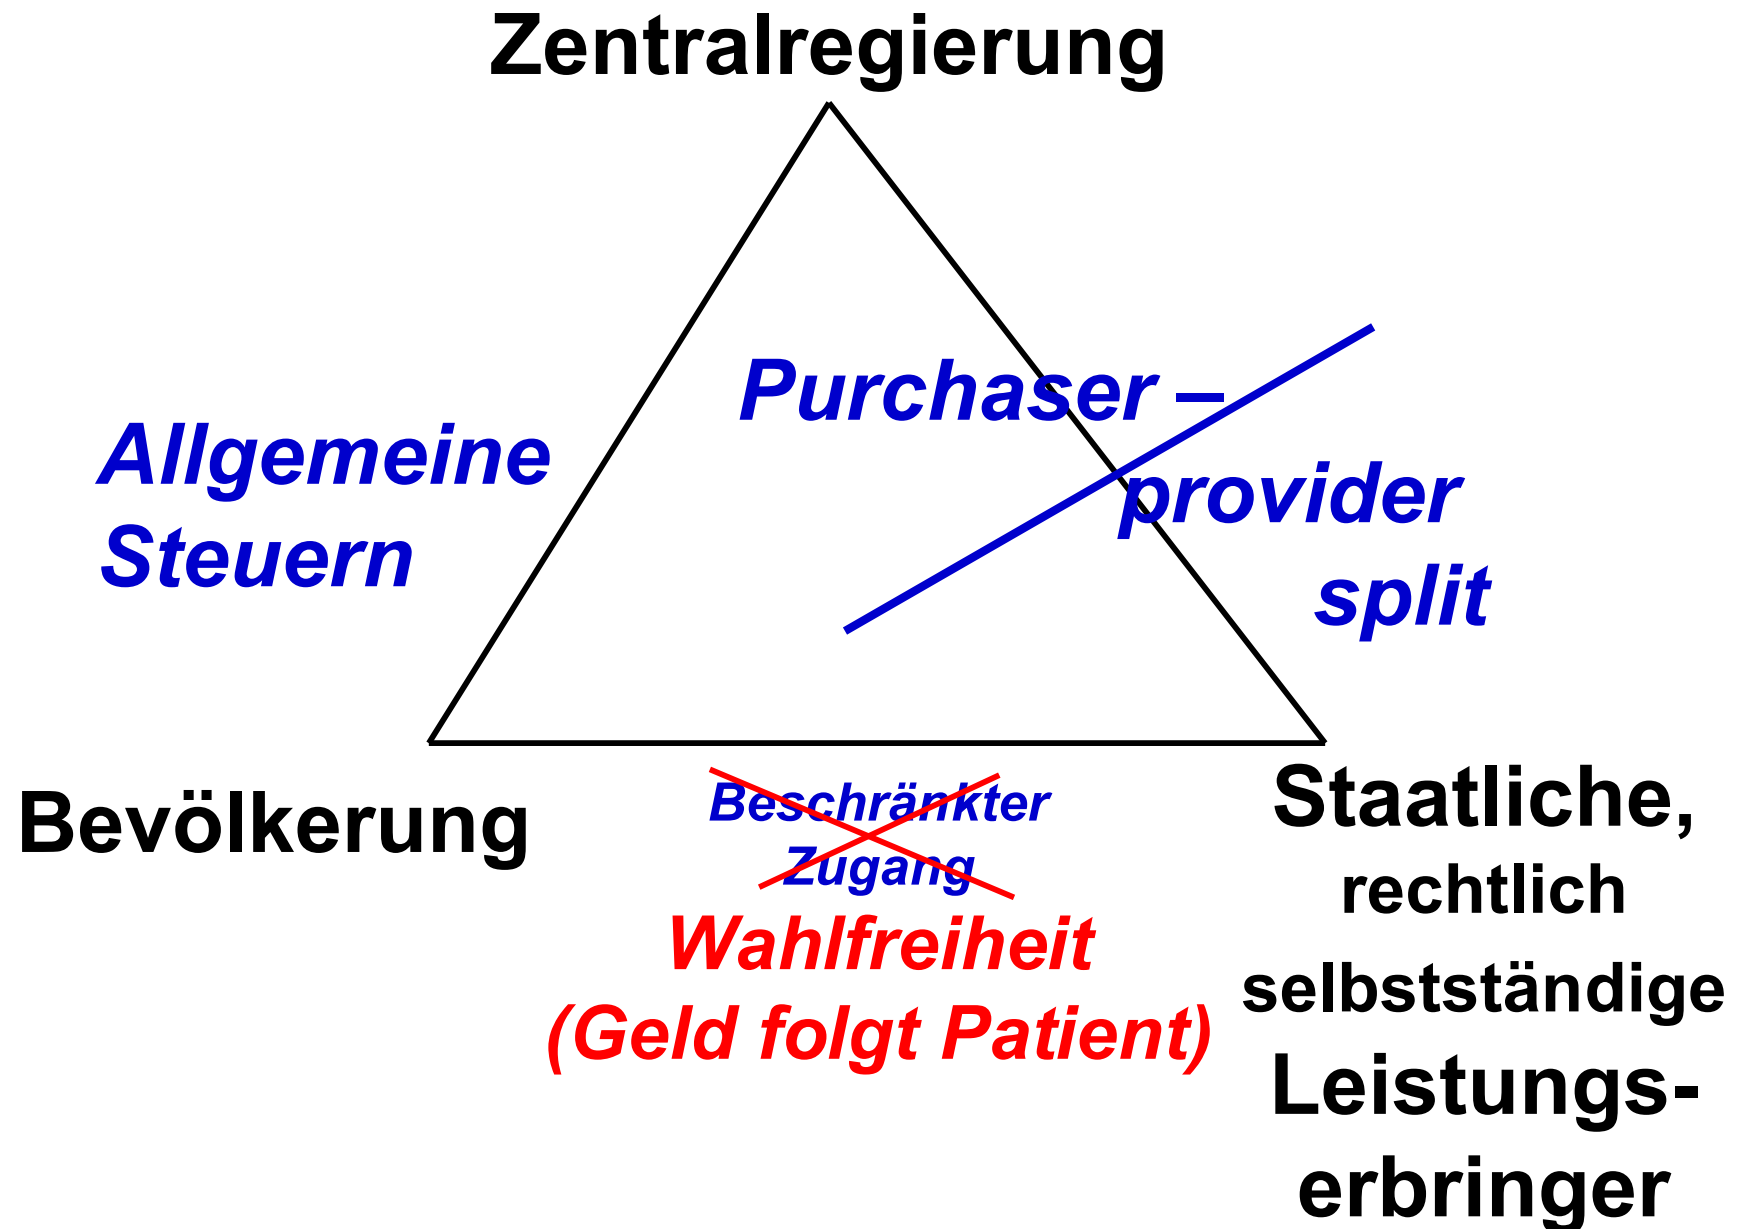 Zentralregierung
Purchaser –
provider
split
Allgemeine
Steuern
Bevölkerung
Beschränkter
Zugang
Wahlfreiheit
(Geld folgt Patient)
Staatliche,
rechtlich
selbstständige
Leistungs-
erbringer